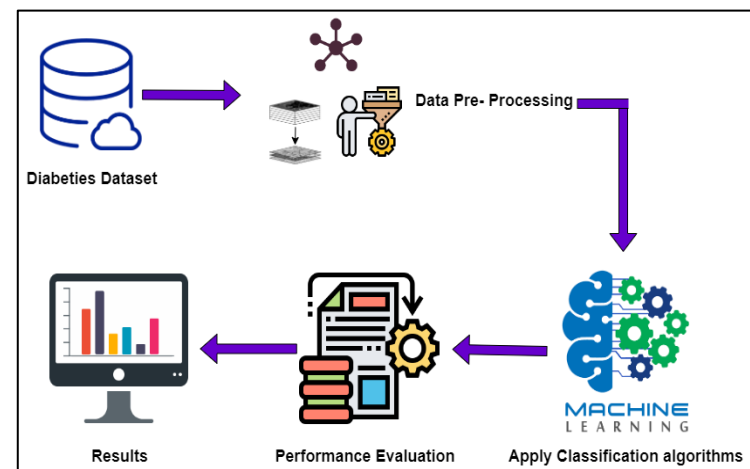 Data Pre- Processing
Diabeties Dataset
MACHINE
LEARNING
Results
Performance Evaluation
Apply Classification algorithms